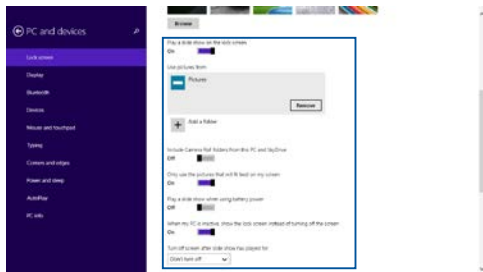 PC and devices
Lock screen
Display
Bluetooth
Devices
Mouse and touchpad
Typing
Corners and edges
Power and sleep
AutoPlay
PC info
Browse
Play a slide show on the lock screen
On
Use pictures from
Pictures
Remove
Add a folder
Include Camera Roll folders from this PC and SkyDrive
Off
Only use the pictures that will fit best on my screen
On
Play a slide show when using battery power
Off
When my PC is inactive, show the lock screen instead of turning off the screen
On
Turn off screen after slide show has played for
Don't turn off